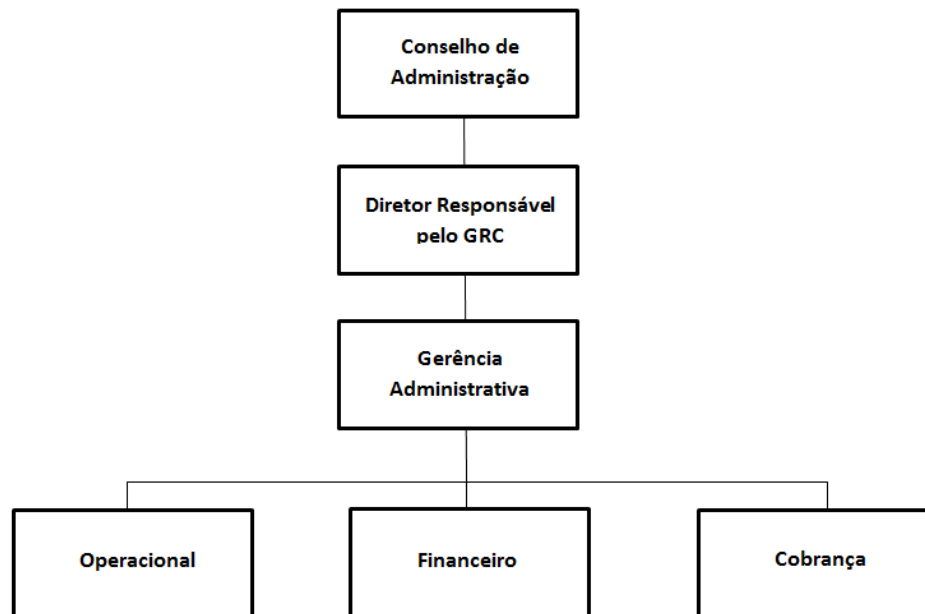 Conselho de
Administração
Diretor Responsável
pelo GRC
Gerência
Administrativa
Operacional
Financeiro
Cobrança